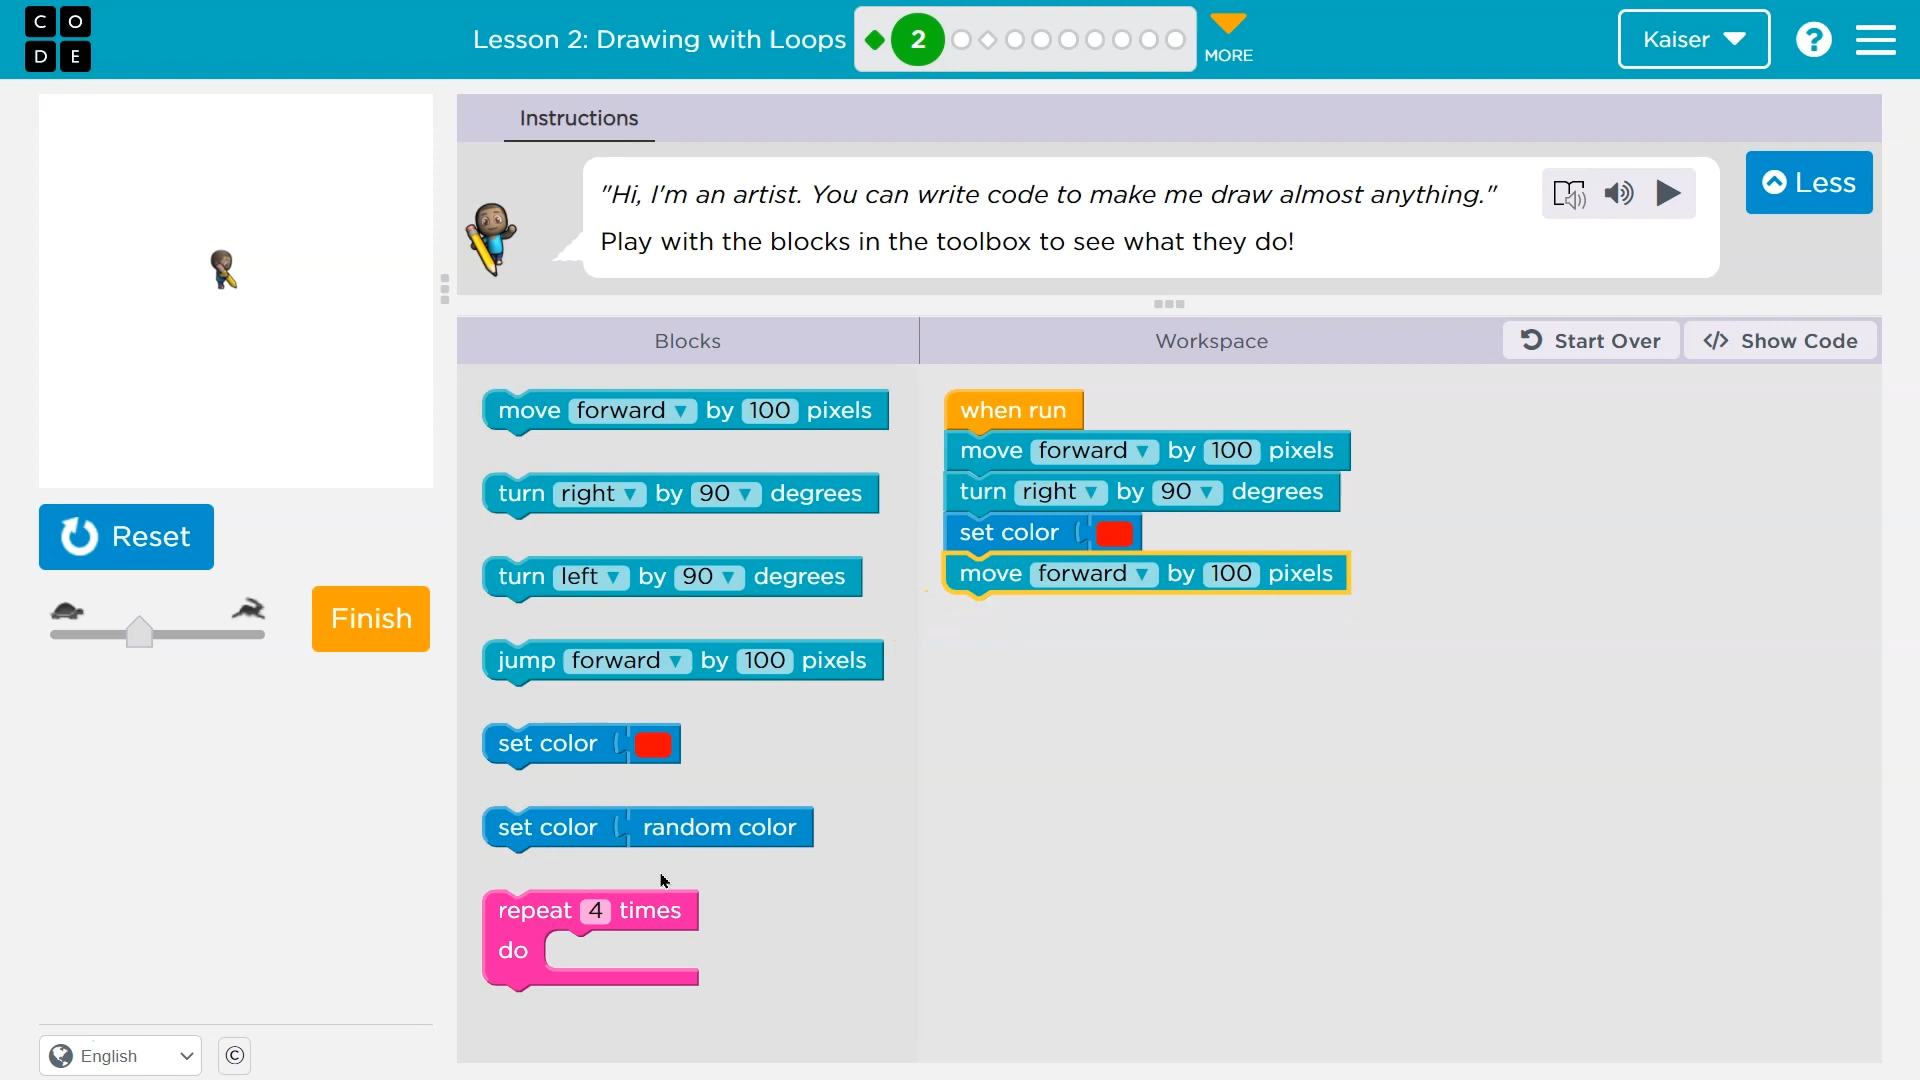 C O
D E
Lesson 2: Drawing with Loops
2
MORE
Kaiser
?
Instructions
"Hi, I'm an artist. You can write code to make me draw almost anything."
Play with the blocks in the toolbox to see what they do!
Less
Blocks
Workspace
Start Over
</> Show Code
move forward ▼ by 100 pixels
turn right ▼ by 90 ▼ degrees
turn left ▼ by 90 ▼ degrees
jump forward ▼ by 100 pixels
set color
set color random color
repeat 4 times
do
when run
move forward ▼ by 100 pixels
turn right ▼ by 90 ▼ degrees
set color
move forward ▼ by 100 pixels
Reset
Finish
English
©